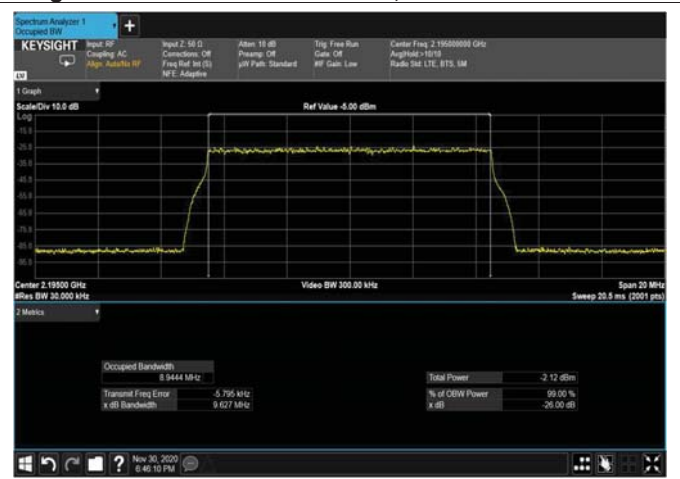 Spectrum Analyzer 1
Occupied BW
KEYSIGHT
Input: RF
Coupling: AC
Align: Auto/No RF
Input Z: 50 Ω
Corrections: Off
Freq Ref: Int (S)
NFE: Adaptive
Atten: 10 dB
Preamp: Off
µW Path: Standard
Trig: Free Run
Gate: Off
#IF Gain: Low
Center Freq: 2.195000000 GHz
Avg|Hold:>10/10
Radio Std: LTE, BTS, 5M
LV
1 Graph
Scale/Div 10.0 dB
Ref Value -5.00 dBm
Log
-15.0
-25.0
-35.0
-45.0
-55.0
-65.0
-75.0
-85.0
-95.0
Center 2.19500 GHz
Video BW 300.00 kHz
Span 20 MHz
#Res BW 30.000 kHz
Sweep 20.5 ms (2001 pts)
2 Metrics
Occupied Bandwidth
8.9444 MHz
Total Power -2.12 dBm
Transmit Freq Error -5.795 kHz
% of OBW Power 99.00 %
x dB Bandwidth 9.627 MHz
x dB -26.00 dB
Nov 30, 2020
6:46:10 PM